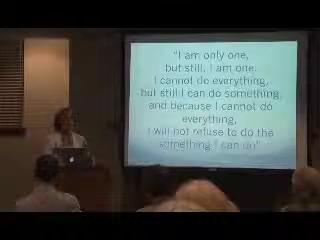 "I am only one,
but still, I am one.
I cannot do everything,
but still I can do something,
and because I cannot do
everything,
I will not refuse to do the
something I can do"